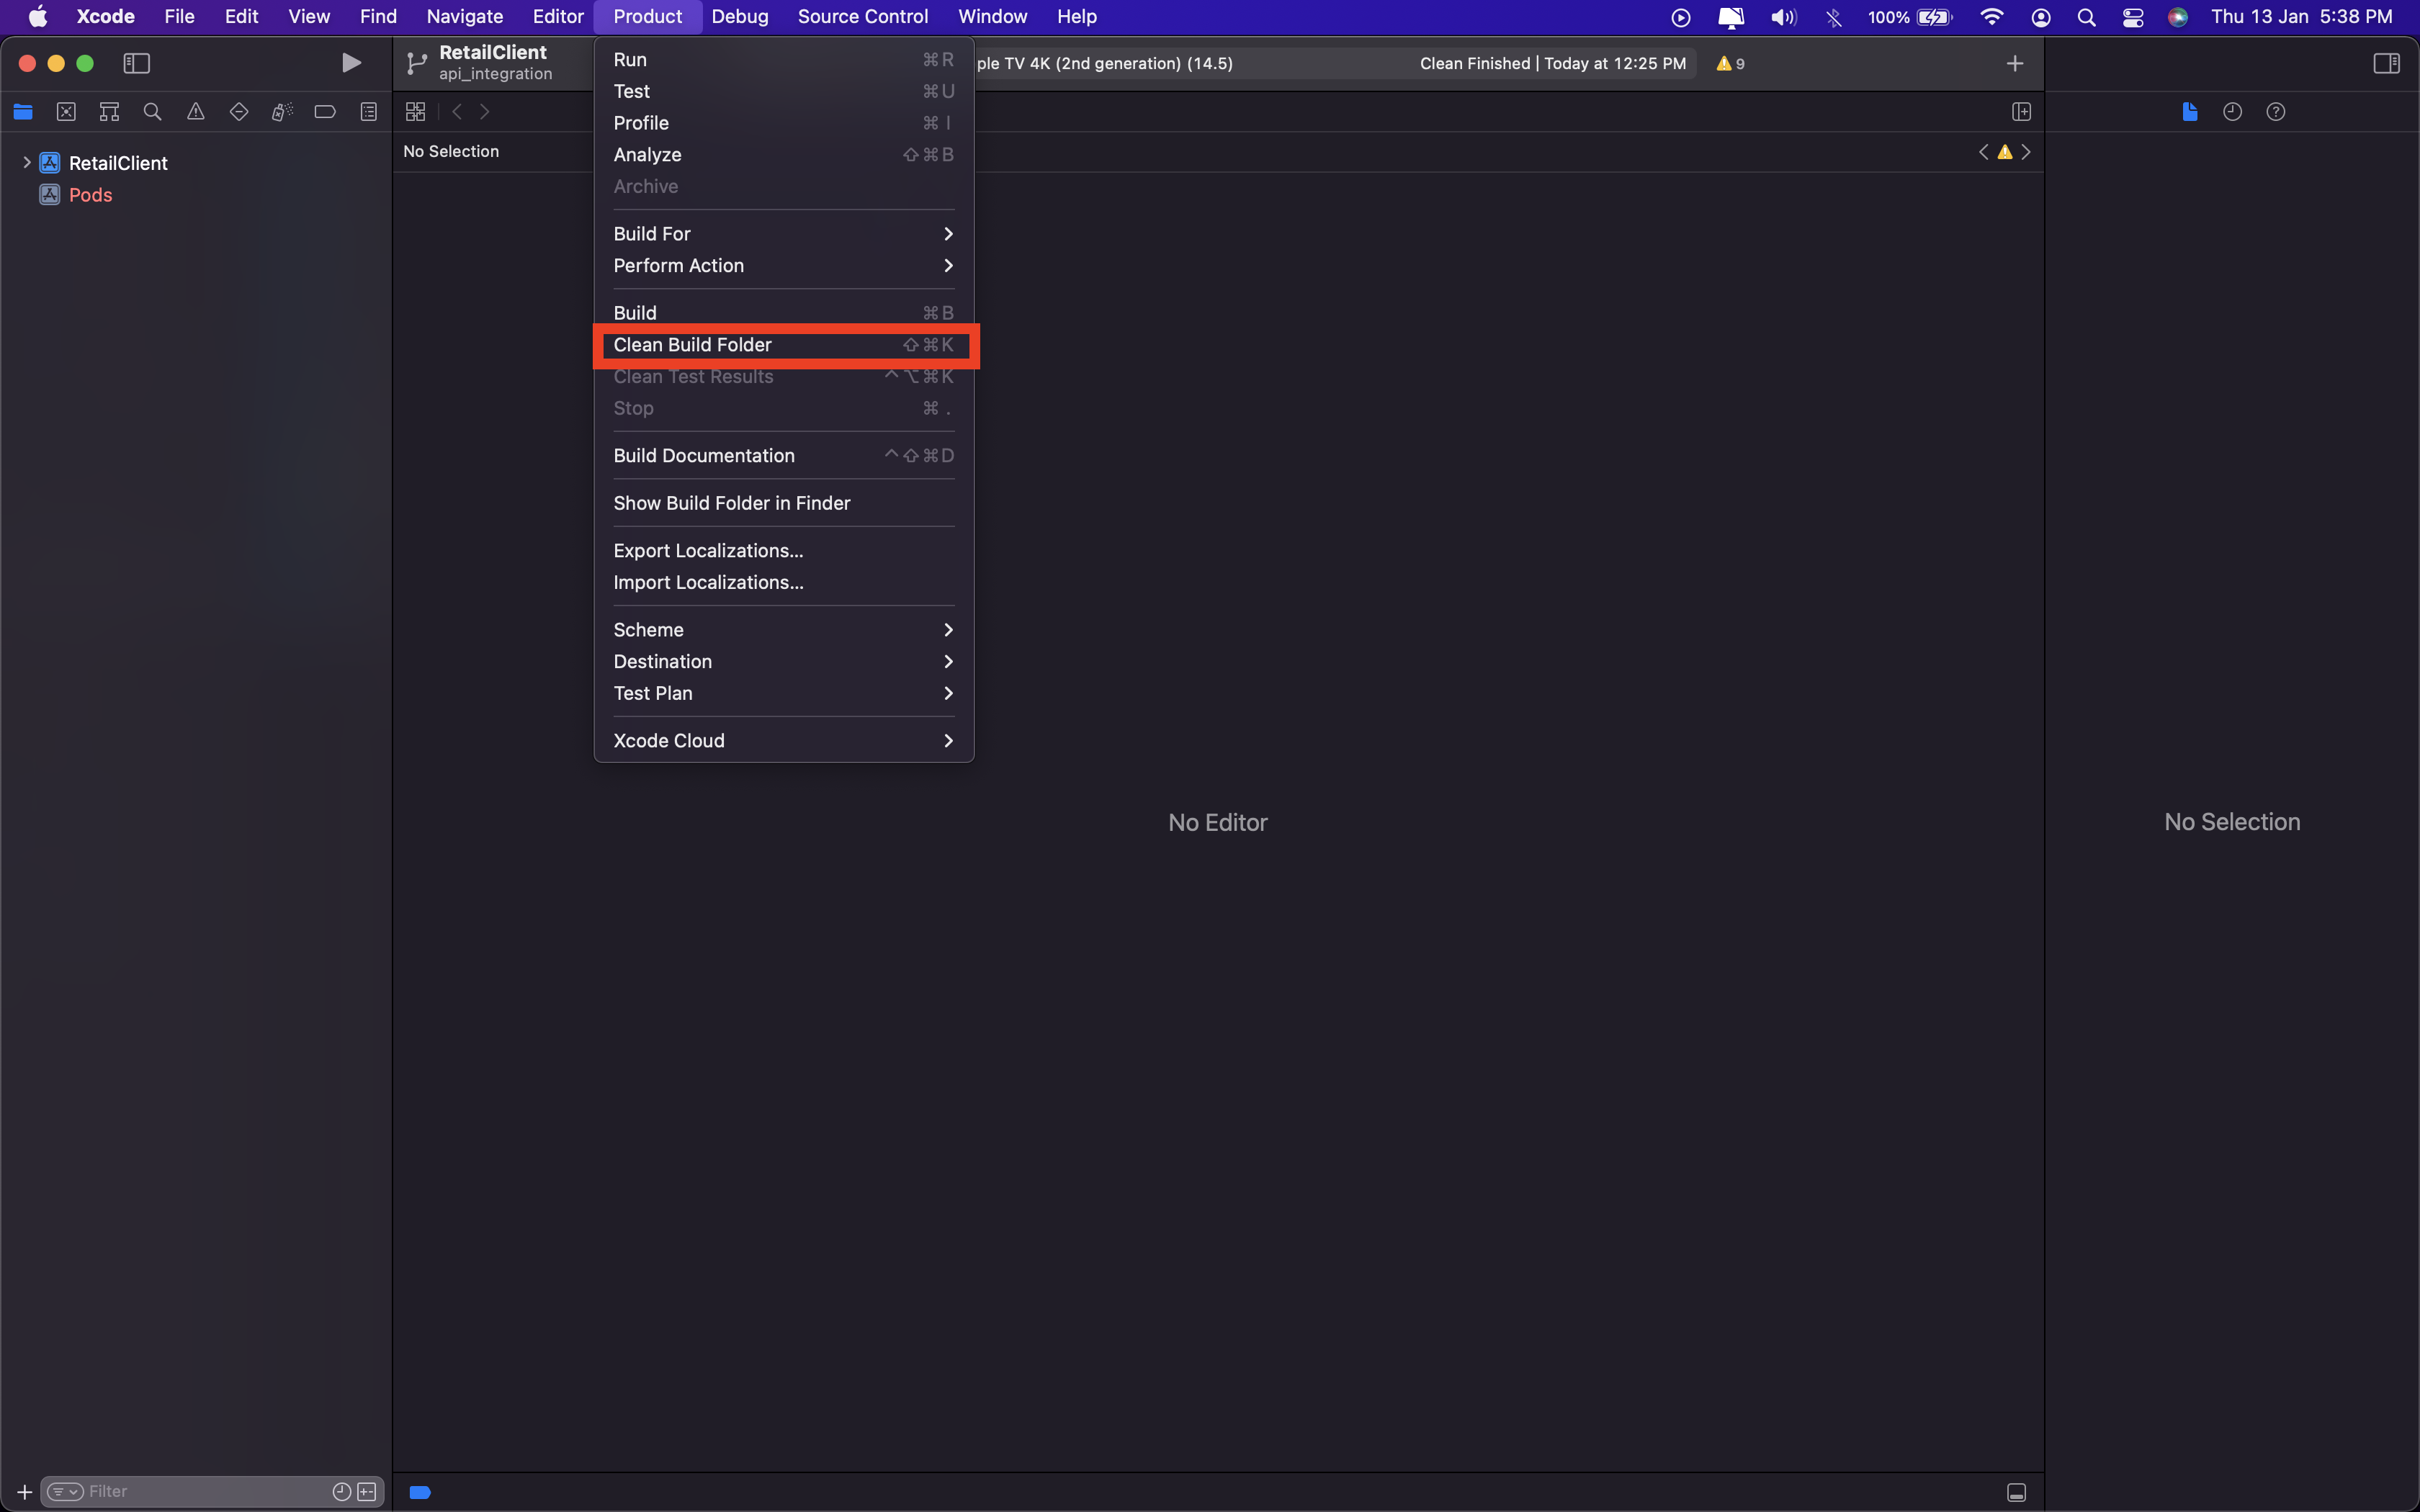 Xcode File Edit View Find Navigate Editor Product Debug Source Control Window Help 100% Thu 13 Jan 5:38 PM
RetailClient
api_integration
ple TV 4K (2nd generation) (14.5) Clean Finished | Today at 12:25 PM 9
No Selection
RetailClient
Pods
Run ⌘R
Test ⌘U
Profile ⌘I
Analyze ⇧⌘B
Archive
Build For
Perform Action
Build ⌘B
Clean Build Folder ⇧⌘K
Clean Test Results ^⌥⌘K
Stop ⌘.
Build Documentation ^⇧⌘D
Show Build Folder in Finder
Export Localizations...
Import Localizations...
Scheme
Destination
Test Plan
Xcode Cloud
No Editor
No Selection
Filter